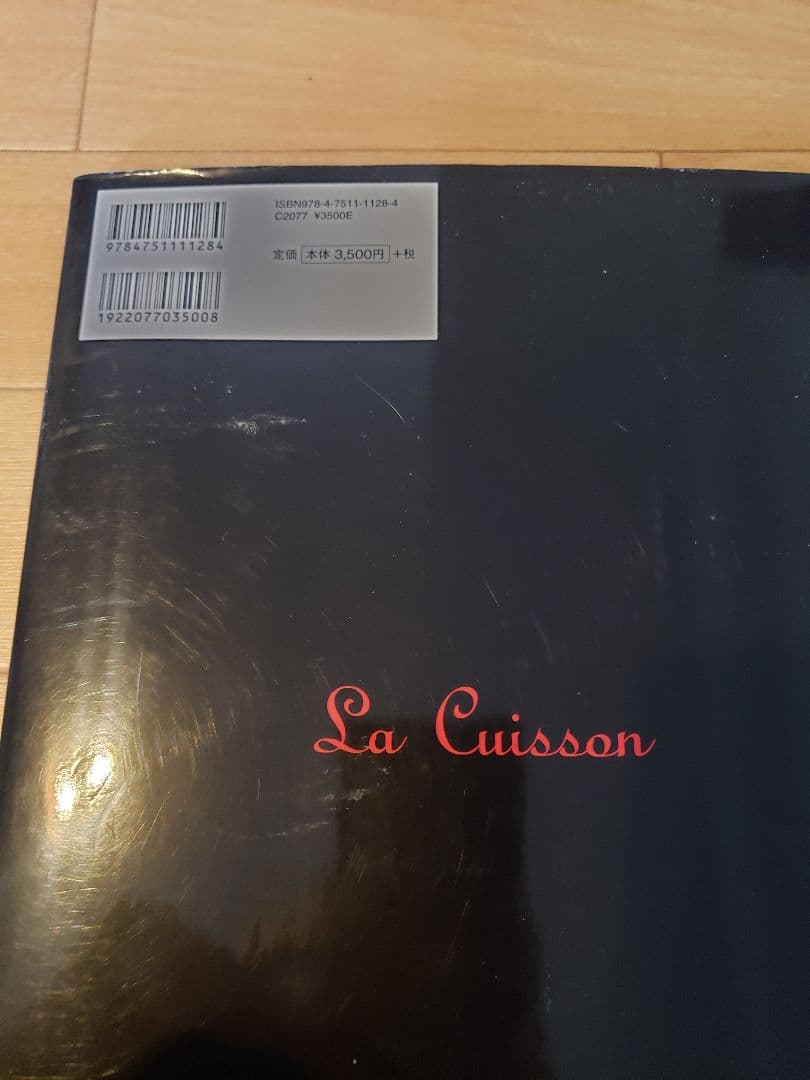 ISBN978-4-7511-1128-4
C2077 ¥3500E
9784751111284
定価 本体 3,500円 +税
1922077035008
La Cuisson